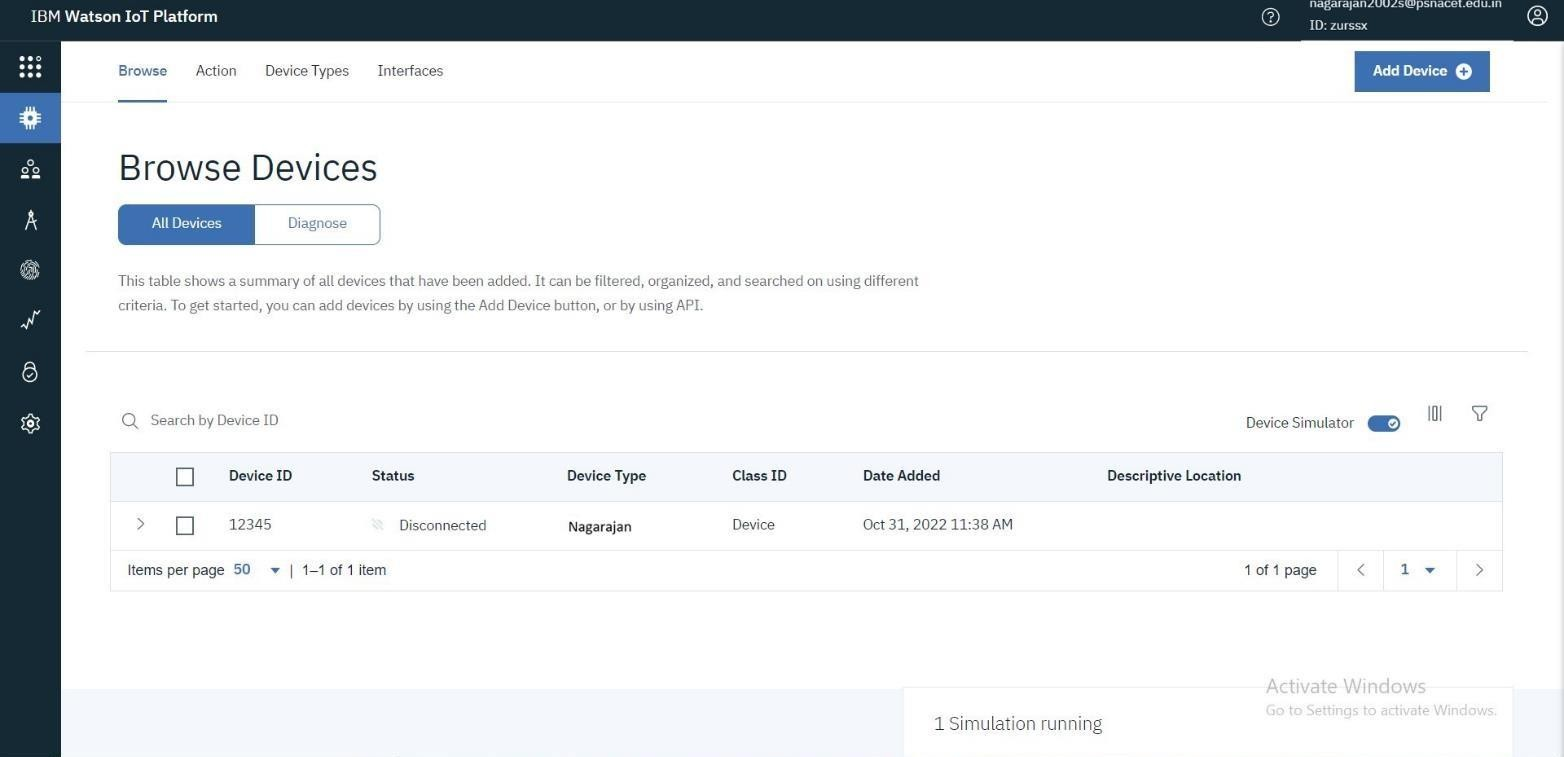 IBM Watson IoT Platform
nagarajan2002s@psnacet.edu.in
ID: zurssx
Browse Action Device Types Interfaces
Add Device
Browse Devices
All Devices Diagnose
This table shows a summary of all devices that have been added. It can be filtered, organized, and searched on using different
criteria. To get started, you can add devices by using the Add Device button, or by using API.
Search by Device ID
Device Simulator
Device ID Status Device Type Class ID Date Added Descriptive Location
12345 Disconnected Nagarajan Device Oct 31, 2022 11:38 AM
Items per page 50 | 1–1 of 1 item 1 of 1 page 1
Activate Windows
Go to Settings to activate Windows.
1 Simulation running